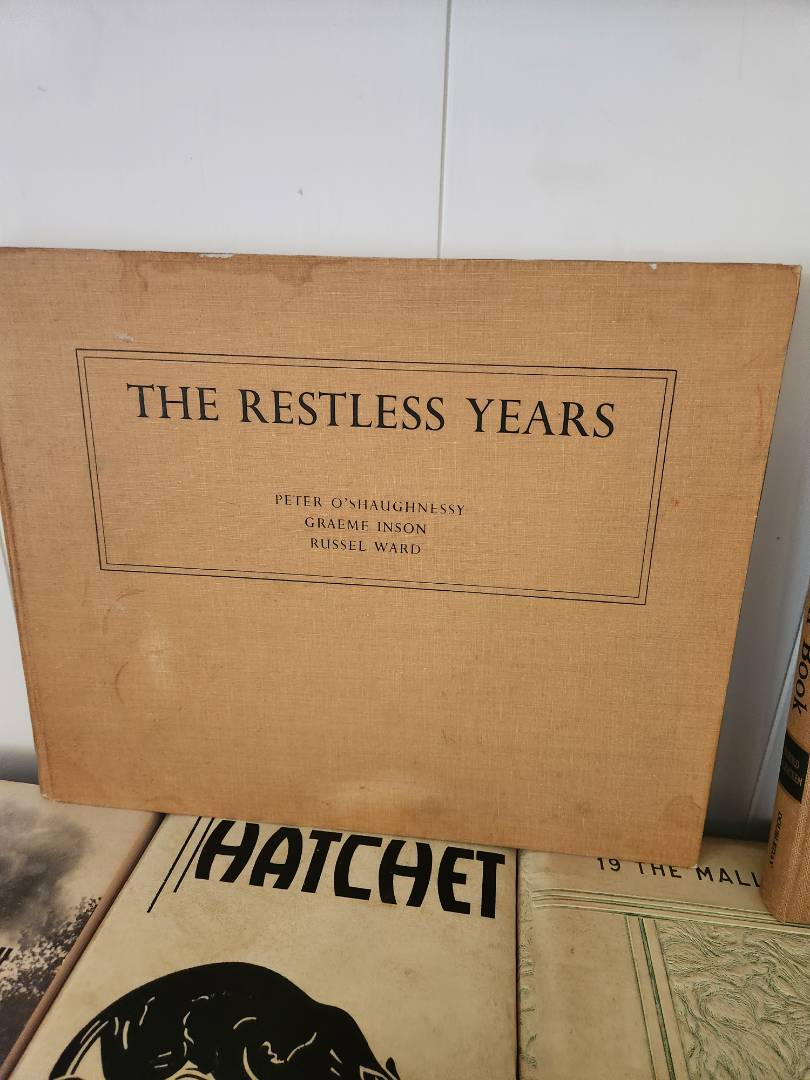 THE RESTLESS YEARS
PETER O'SHAUGHNESSY
GRAEME INSON
RUSSEL WARD
Book
HATCHET
19 THE MALL